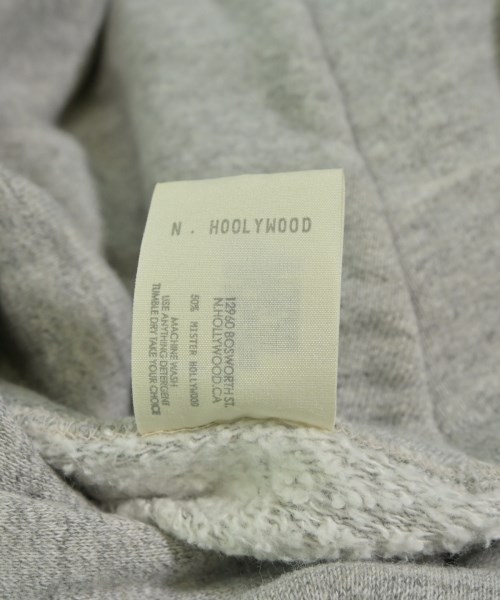 N. HOOLYWOOD
12960 BOSWORTH ST.
N.HOLLYWOOD.CA
50% MISTER HOLLYWOOD
MACHINE WASH
USE ANYTHING DETERGENT
TUMBLE DRY TAKE YOUR CHOICE